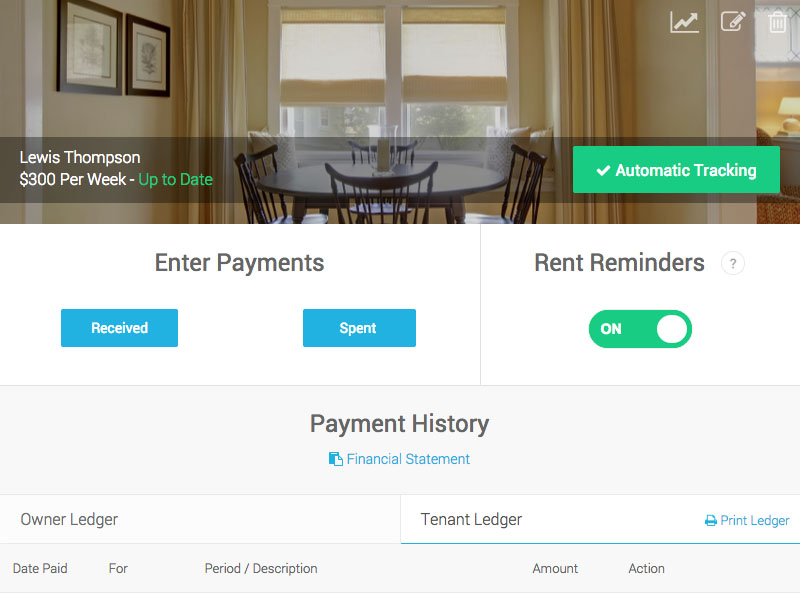 Lewis Thompson
$300 Per Week - Up to Date
Automatic Tracking
Enter Payments
Rent Reminders ?
Received
Spent
ON
Payment History
Financial Statement
Owner Ledger
Tenant Ledger
Print Ledger
Date Paid For Period / Description Amount Action